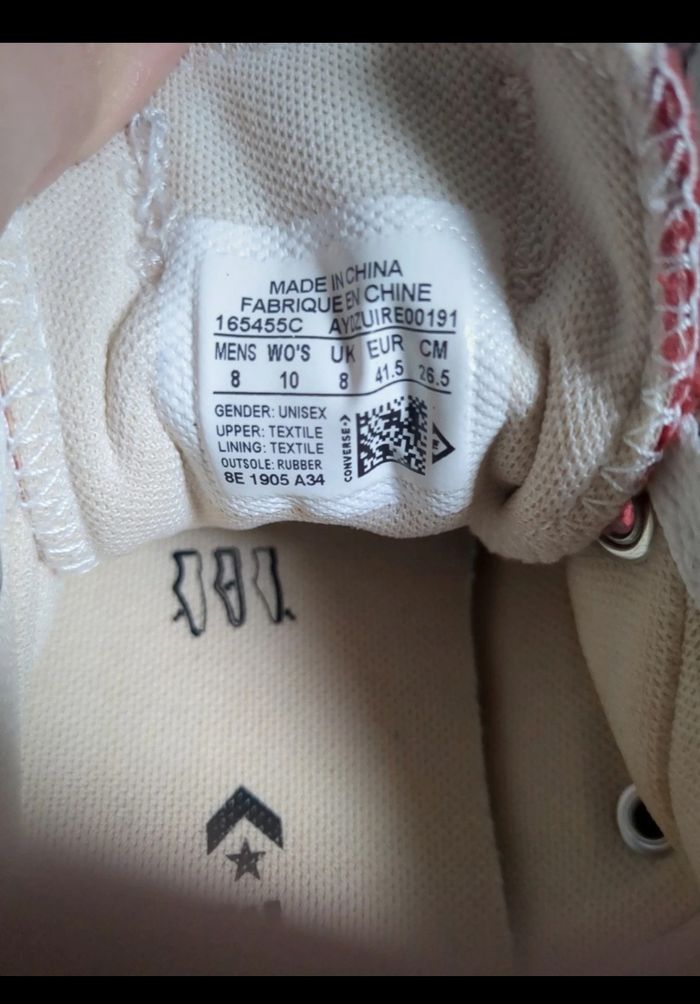 MADE IN CHINA
FABRIQUE EN CHINE
165455C AYDZUIRE00191
MENS WO'S UK EUR CM
8 10 8 41.5 26.5
GENDER: UNISEX
UPPER: TEXTILE
LINING: TEXTILE
OUTSOLE: RUBBER
8E 1905 A34
CONVERSE